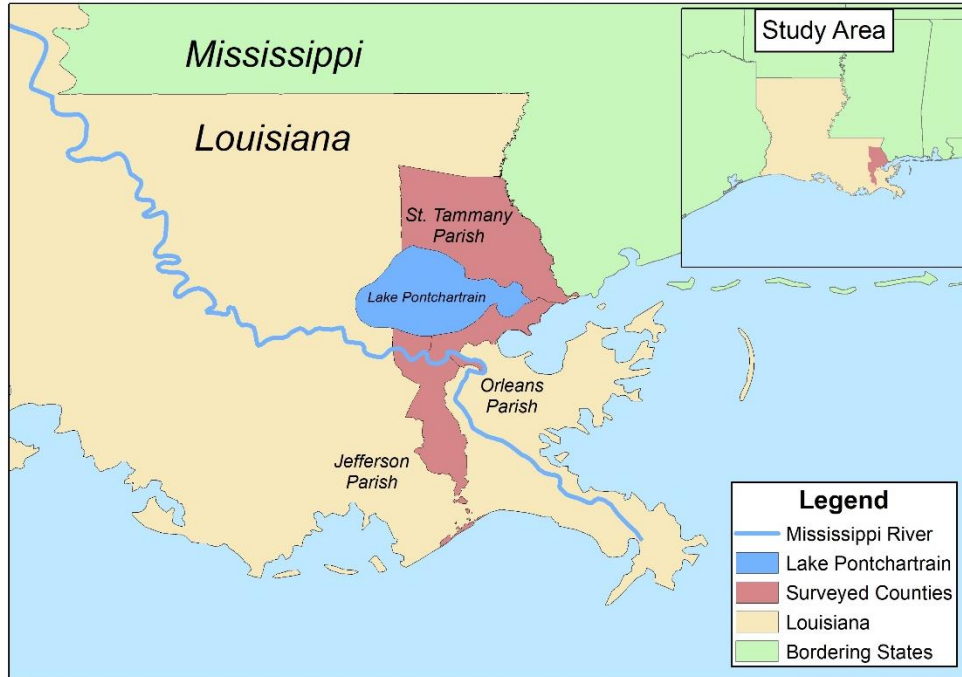 Mississippi
Louisiana
St. Tammany
Parish
Lake Pontchartrain
Orleans
Parish
Jefferson
Parish
Study Area
Legend
Mississippi River
Lake Pontchartrain
Surveyed Counties
Louisiana
Bordering States